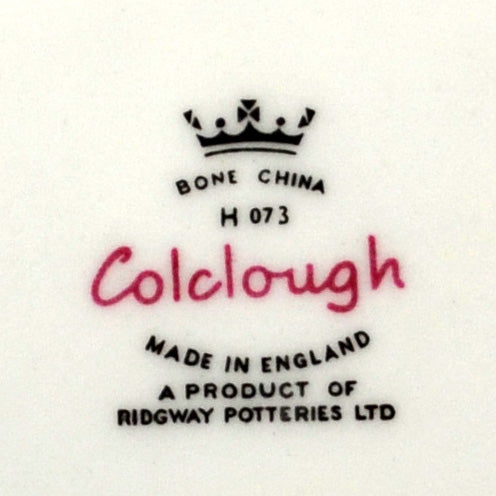 BONE CHINA
H 073
Colclough
MADE IN ENGLAND
A PRODUCT OF
RIDGWAY POTTERIES LTD